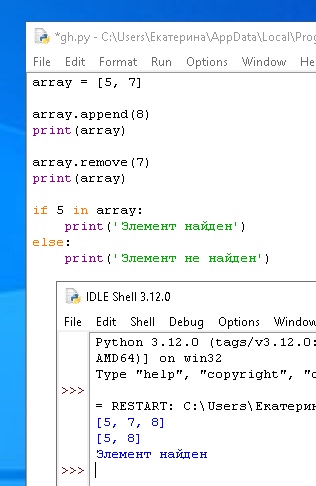 *gh.py - C:\Users\Екатерина\AppData\Local\Prog
File Edit Format Run Options Window He
array = [5, 7]
array.append(8)
print(array)
array.remove(7)
print(array)
if 5 in array:
    print('Элемент найден')
else:
    print('Элемент не найден')
IDLE Shell 3.12.0
File Edit Shell Debug Options Window
Python 3.12.0 (tags/v3.12.0:
AMD64)] on win32
Type "help", "copyright", "c
>>>
= RESTART: C:\Users\Екатерин
[5, 7, 8]
[5, 8]
Элемент найден
>>>